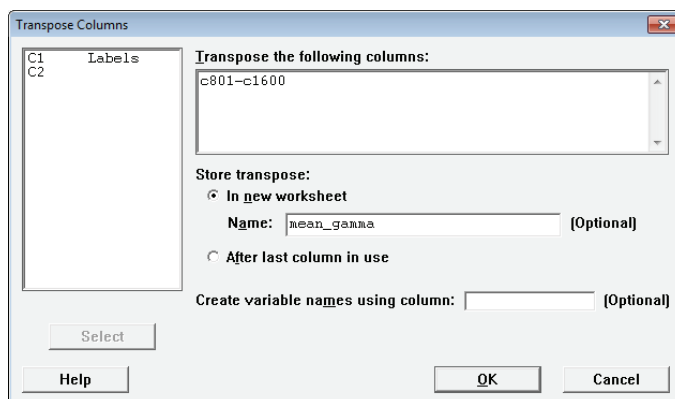 Transpose Columns
C1 Labels
C2
Transpose the following columns:
c801-c1600
Store transpose:
In new worksheet
Name: mean_gamma (Optional)
After last column in use
Create variable names using column: (Optional)
Select
Help OK Cancel